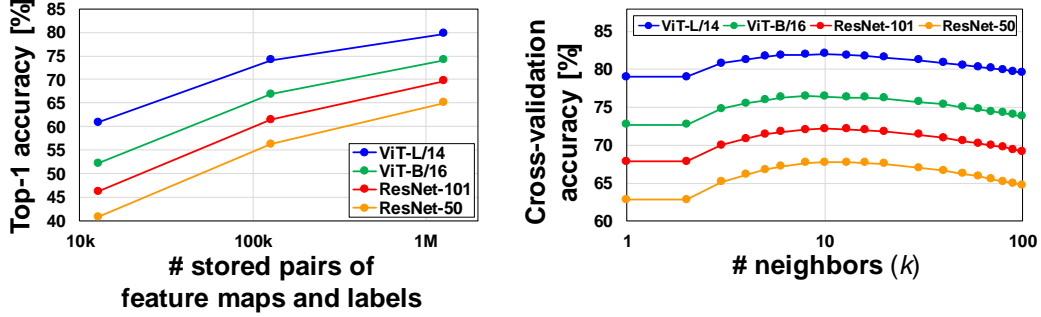 Top-1 accuracy [%]
85
80
75
70
65
60
55
50
45
40
ViT-L/14
ViT-B/16
ResNet-101
ResNet-50
10k 100k 1M
# stored pairs of
feature maps and labels
Cross-validation
accuracy [%]
ViT-L/14 ViT-B/16 ResNet-101 ResNet-50
85
80
75
70
65
60
1 10 100
# neighbors (k)